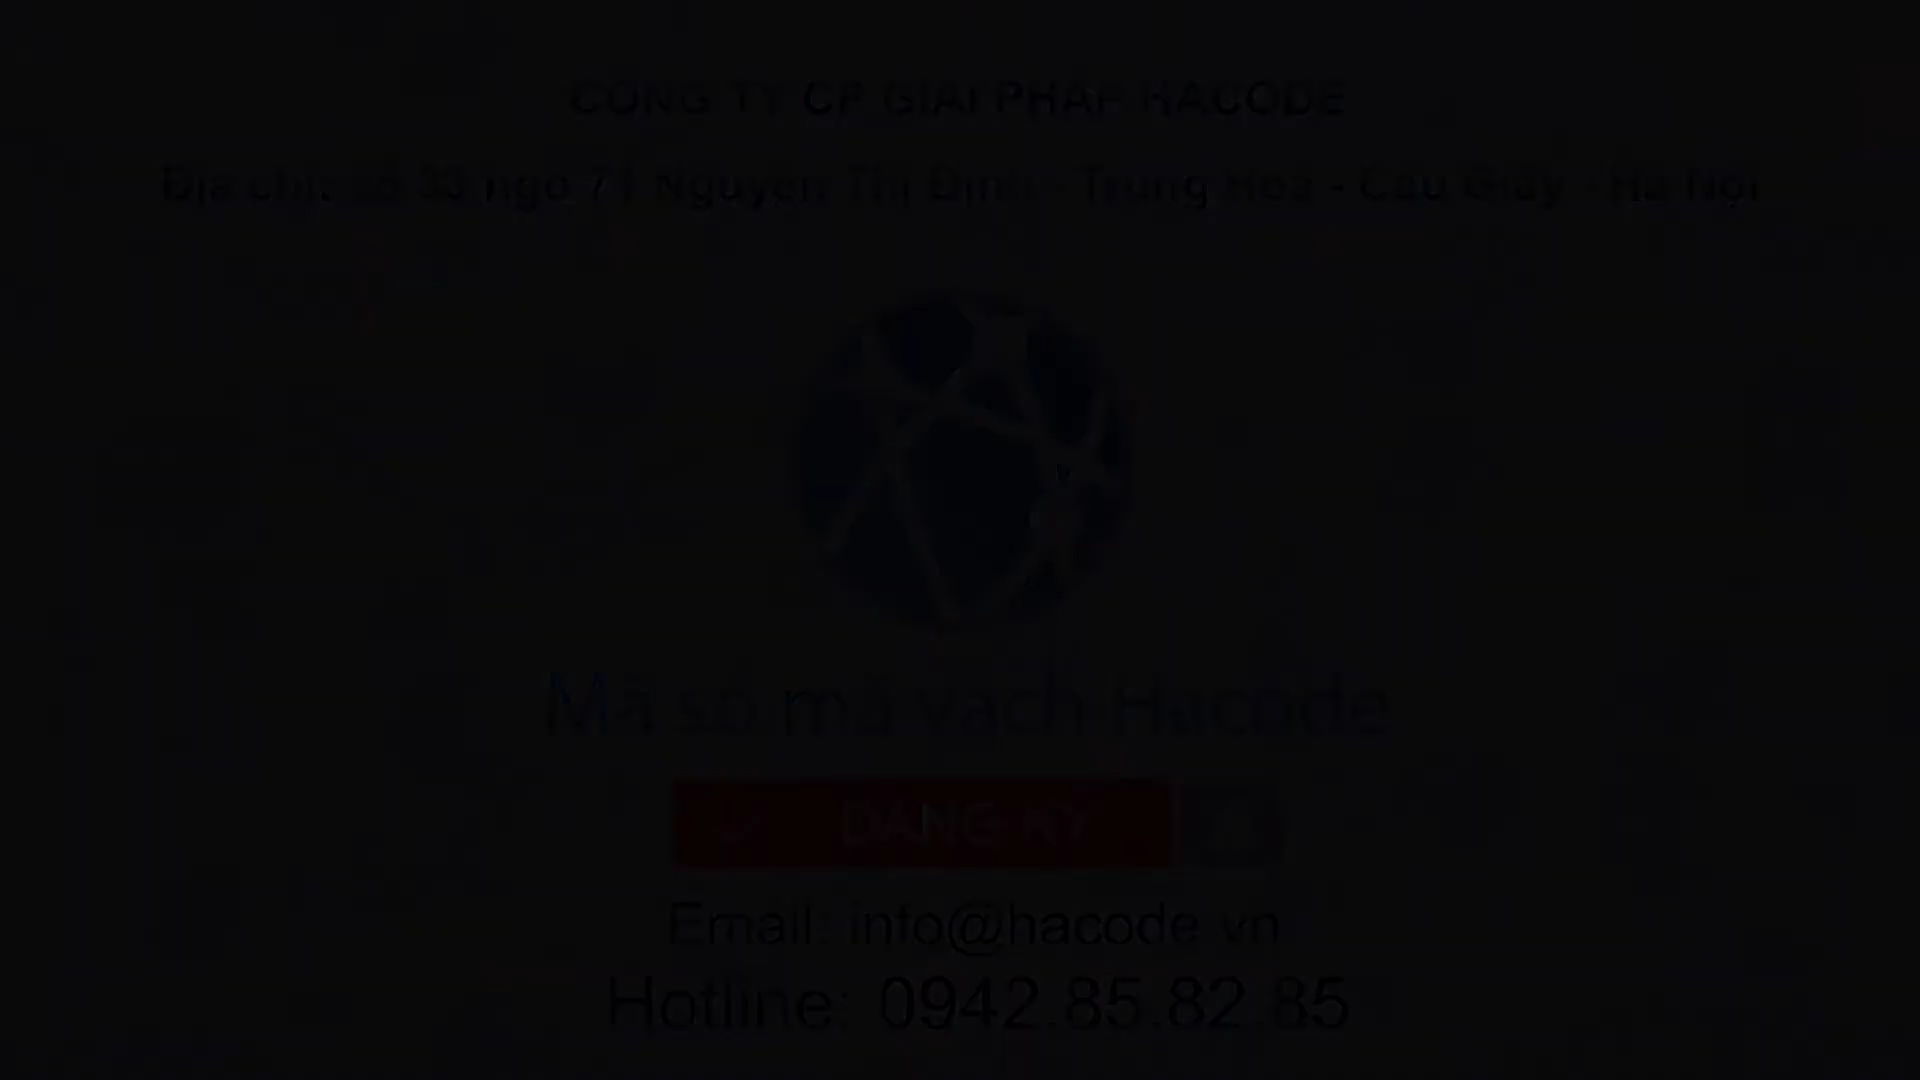 CÔNG TY CP GIẢI PHÁP HACODE
Địa chỉ: số 33 ngõ 71 Nguyễn Thị Định - Trung Hoà - Cầu Giấy - Hà Nội
Mã số mã vạch Hacode
ĐĂNG KÝ
Email: info@hacode.vn
Hotline: 0942.85.82.85